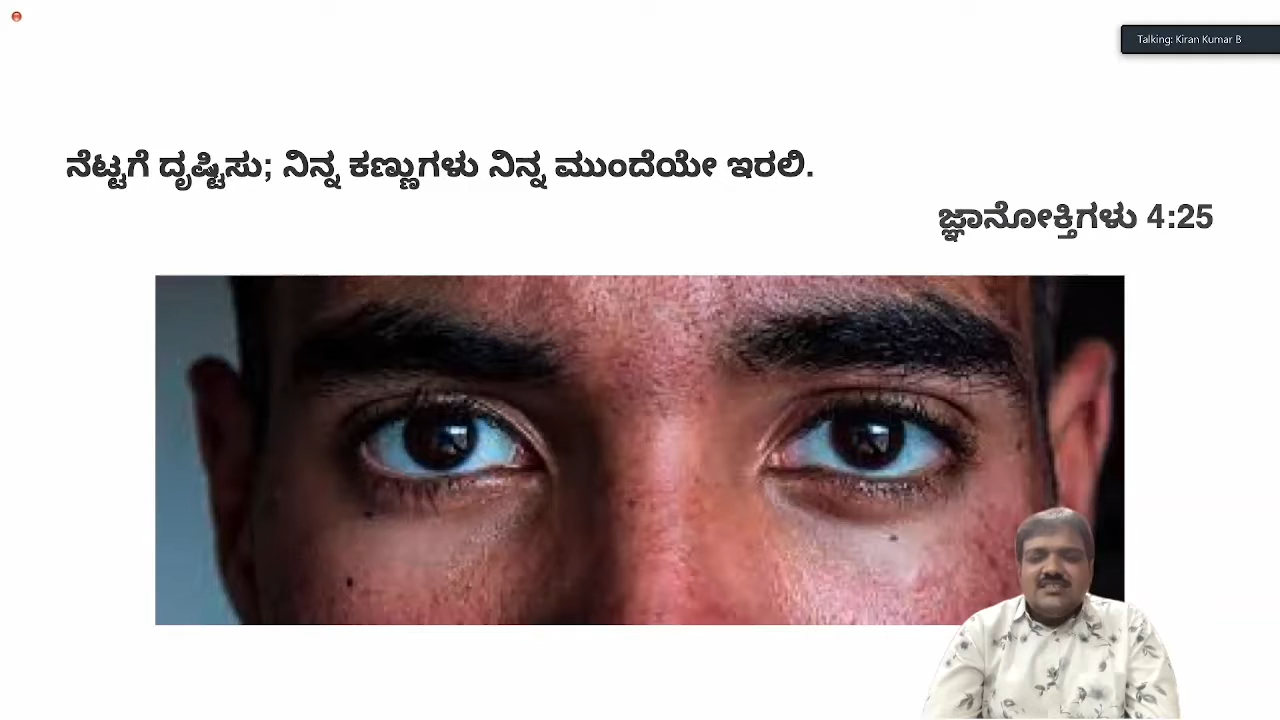 Talking: Kiran Kumar B
ನೆಟ್ಟಗೆ ದೃಷ್ಟಿಸು; ನಿನ್ನ ಕಣ್ಣುಗಳು ನಿನ್ನ ಮುಂದೆಯೇ ಇರಲಿ.
ಜ್ಞಾನೋಕ್ತಿಗಳು 4:25